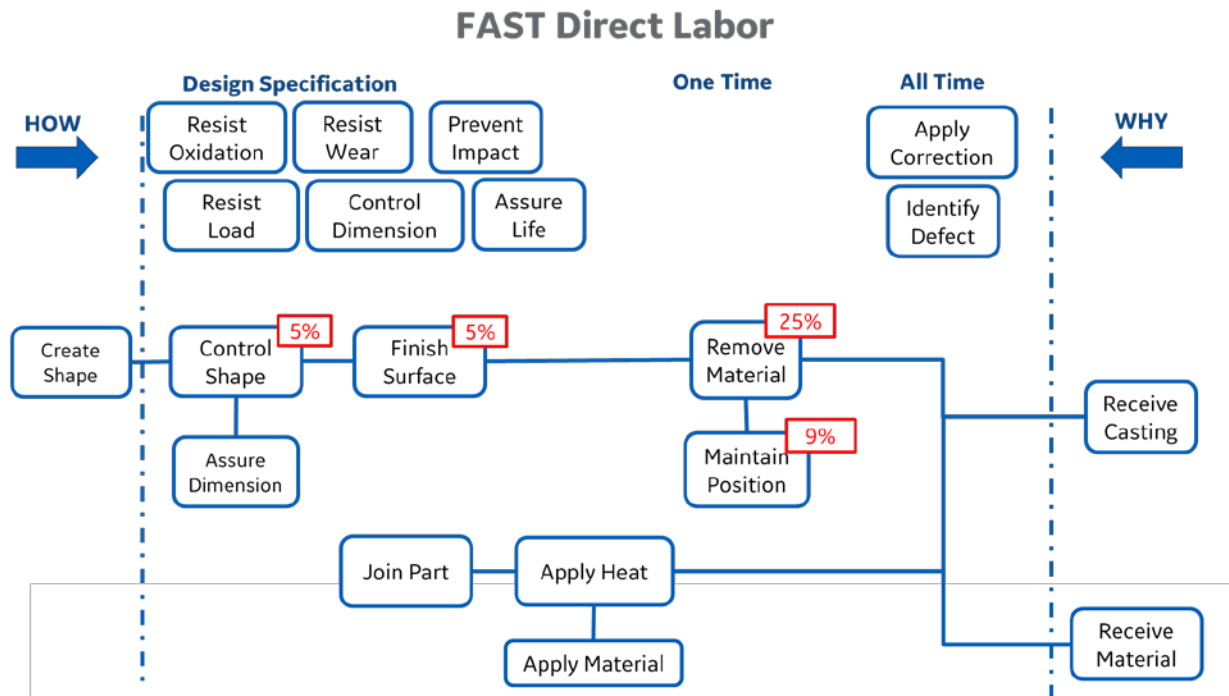 FAST Direct Labor
Design Specification
One Time
All Time
HOW
WHY
Resist
Oxidation
Resist
Wear
Prevent
Impact
Apply
Correction
Resist
Load
Control
Dimension
Assure
Life
Identify
Defect
5%
5%
25%
Create
Shape
Control
Shape
Finish
Surface
Remove
Material
Receive
Casting
9%
Assure
Dimension
Maintain
Position
Join Part
Apply Heat
Receive
Material
Apply Material